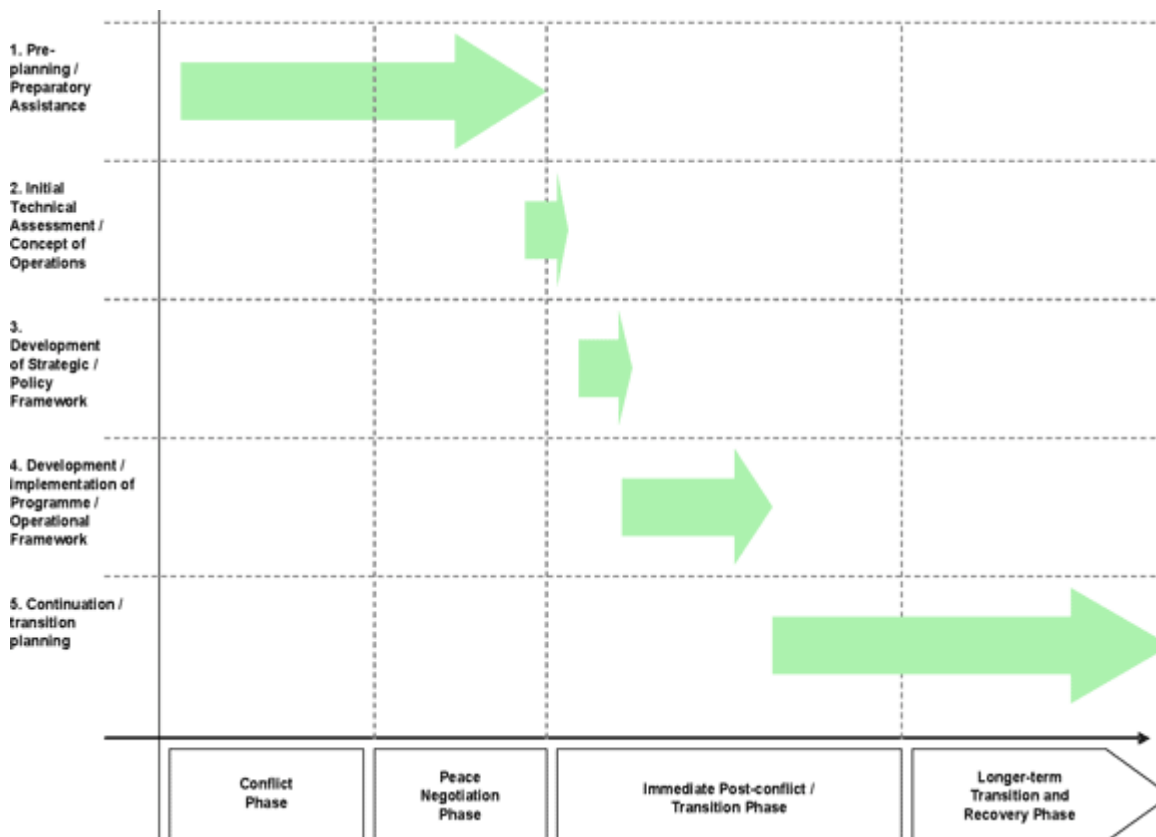 1. Pre-
planning /
Preparatory
Assistance
2. Initial
Technical
Assessment /
Concept of
Operations
3.
Development
of Strategic /
Policy
Framework
4. Development /
implementation of
Programme /
Operational
Framework
5. Continuation /
transition
planning
Conflict
Phase
Peace
Negotiation
Phase
Immediate Post-conflict /
Transition Phase
Longer-term
Transition and
Recovery Phase